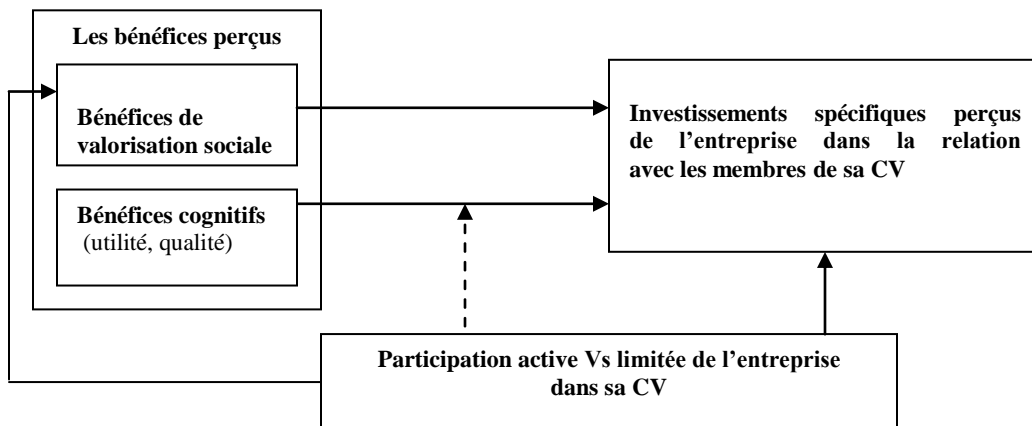 Les bénéfices perçus
Bénéfices de
valorisation sociale
Bénéfices cognitifs
(utilité, qualité)
Investissements spécifiques perçus
de l’entreprise dans la relation
avec les membres de sa CV
Participation active Vs limitée de l’entreprise
dans sa CV